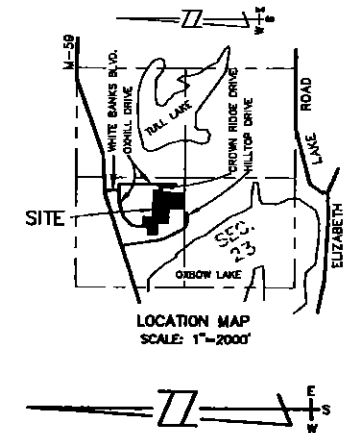 W
M-59
WHITE BANKS BLVD.
OXHILL DRIVE
TULL LAKE
CROWN RIDGE DRIVE
HILLTOP DRIVE
ROAD
LAKE
ELIZABETH
SITE
SEC.
23
OXBOW LAKE
LOCATION MAP
SCALE: 1"=2000'
E
S
W